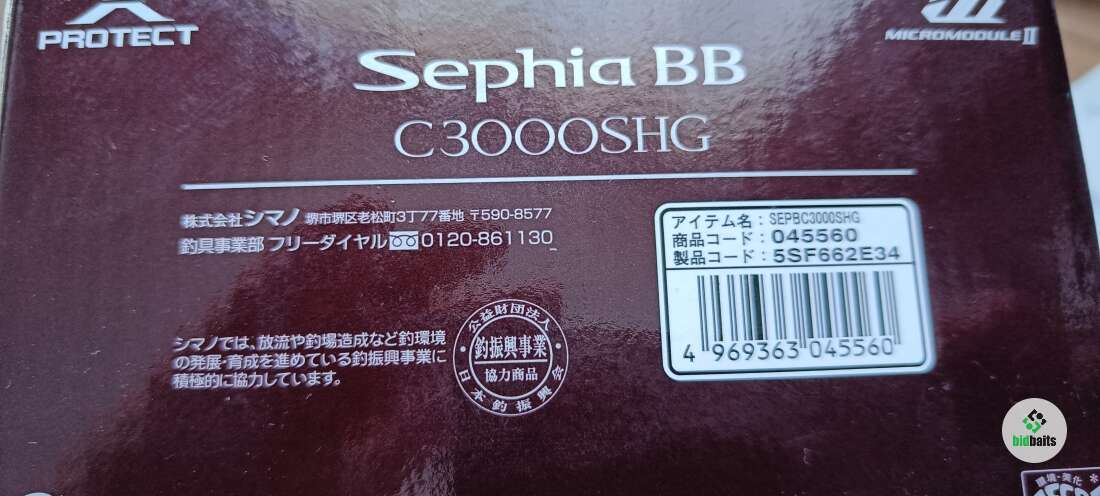 PROTECT
MICROMODULE II
Sephia BB
C3000SHG
株式会社シマノ 堺市堺区老松町3丁77番地 〒590-8577
釣具事業部 フリーダイヤル 0120-861130
アイテム名：SEPBC3000SHG
商品コード：045560
製品コード：5SF662E34
4 969363 045560
シマノでは、放流や釣場造成など釣環境
の発展・育成を進めている釣振興事業に
積極的に協力しています。
公益財団法人
釣振興事業
協力商品
日本釣振興会
bidbaits
環境・美化